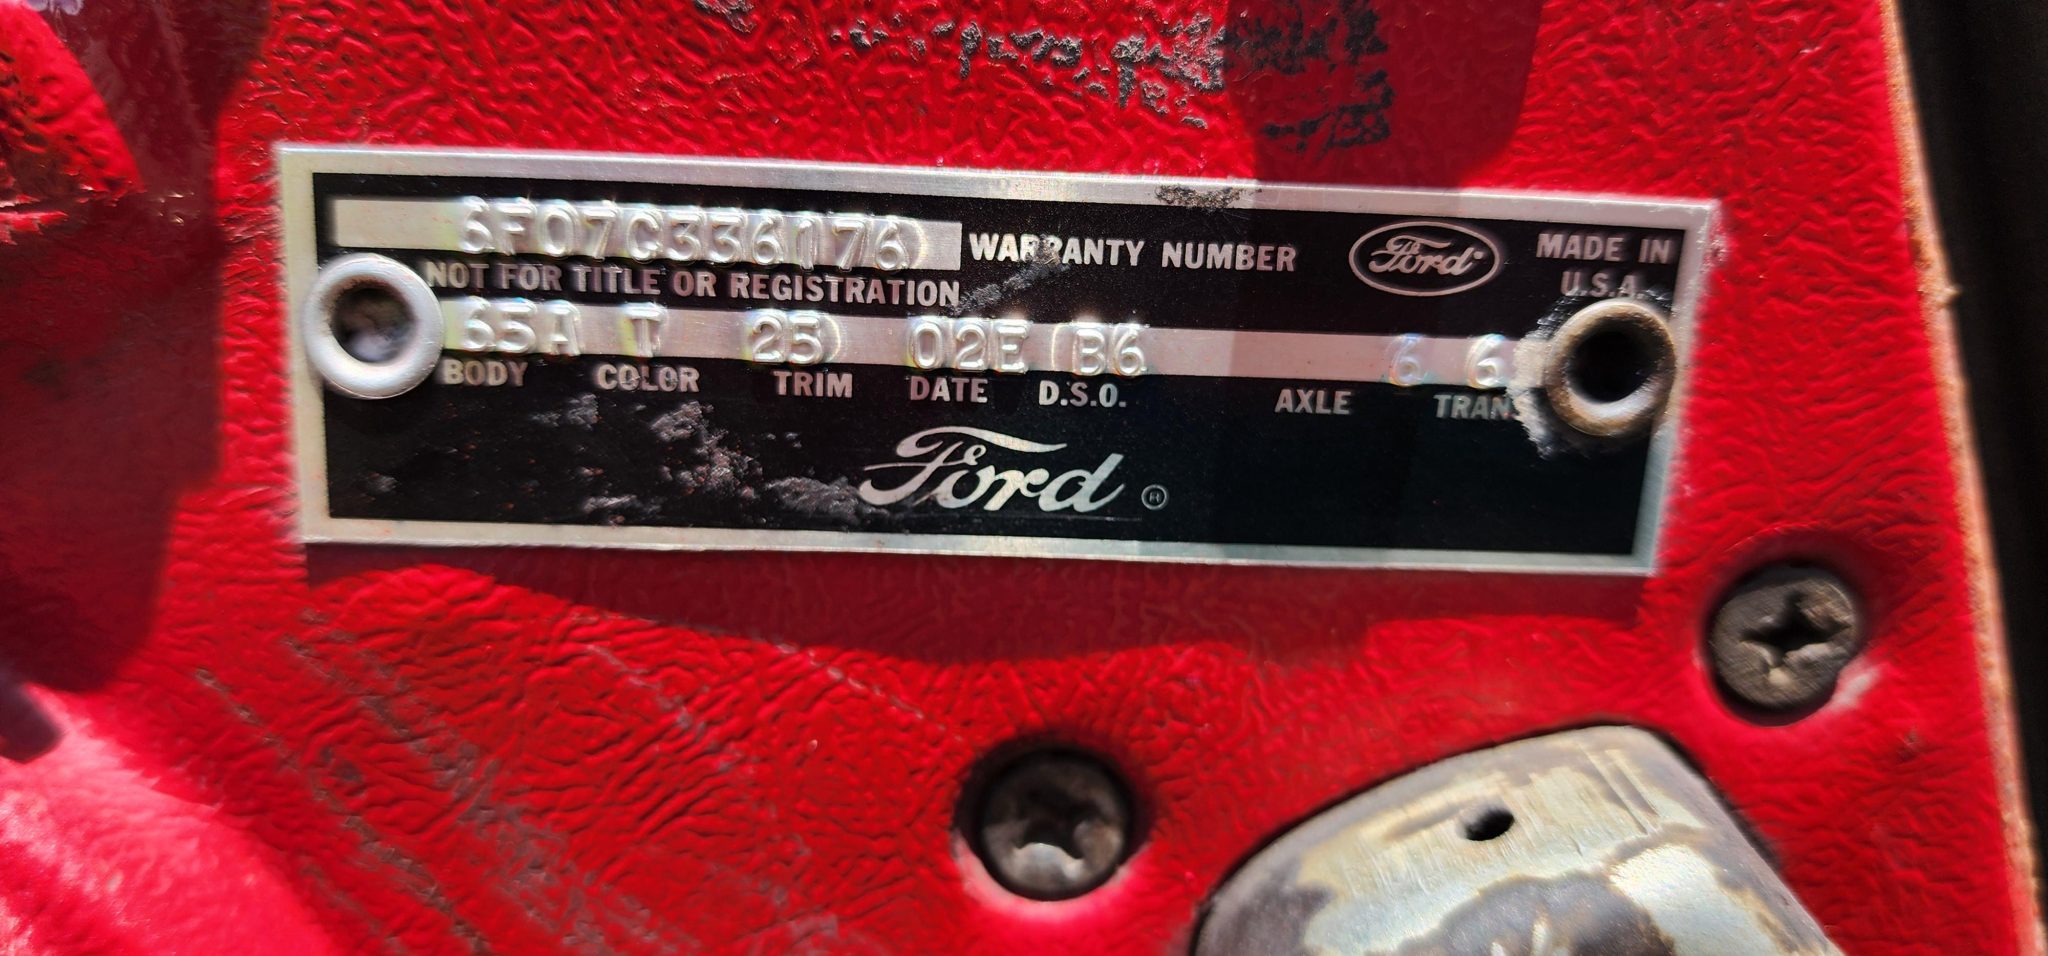 6F07C336176 WARRANTY NUMBER Ford MADE IN
U.S.A.
NOT FOR TITLE OR REGISTRATION
65A T 25 02E B6 6 6
BODY COLOR TRIM DATE D.S.O. AXLE TRANS
Ford ®